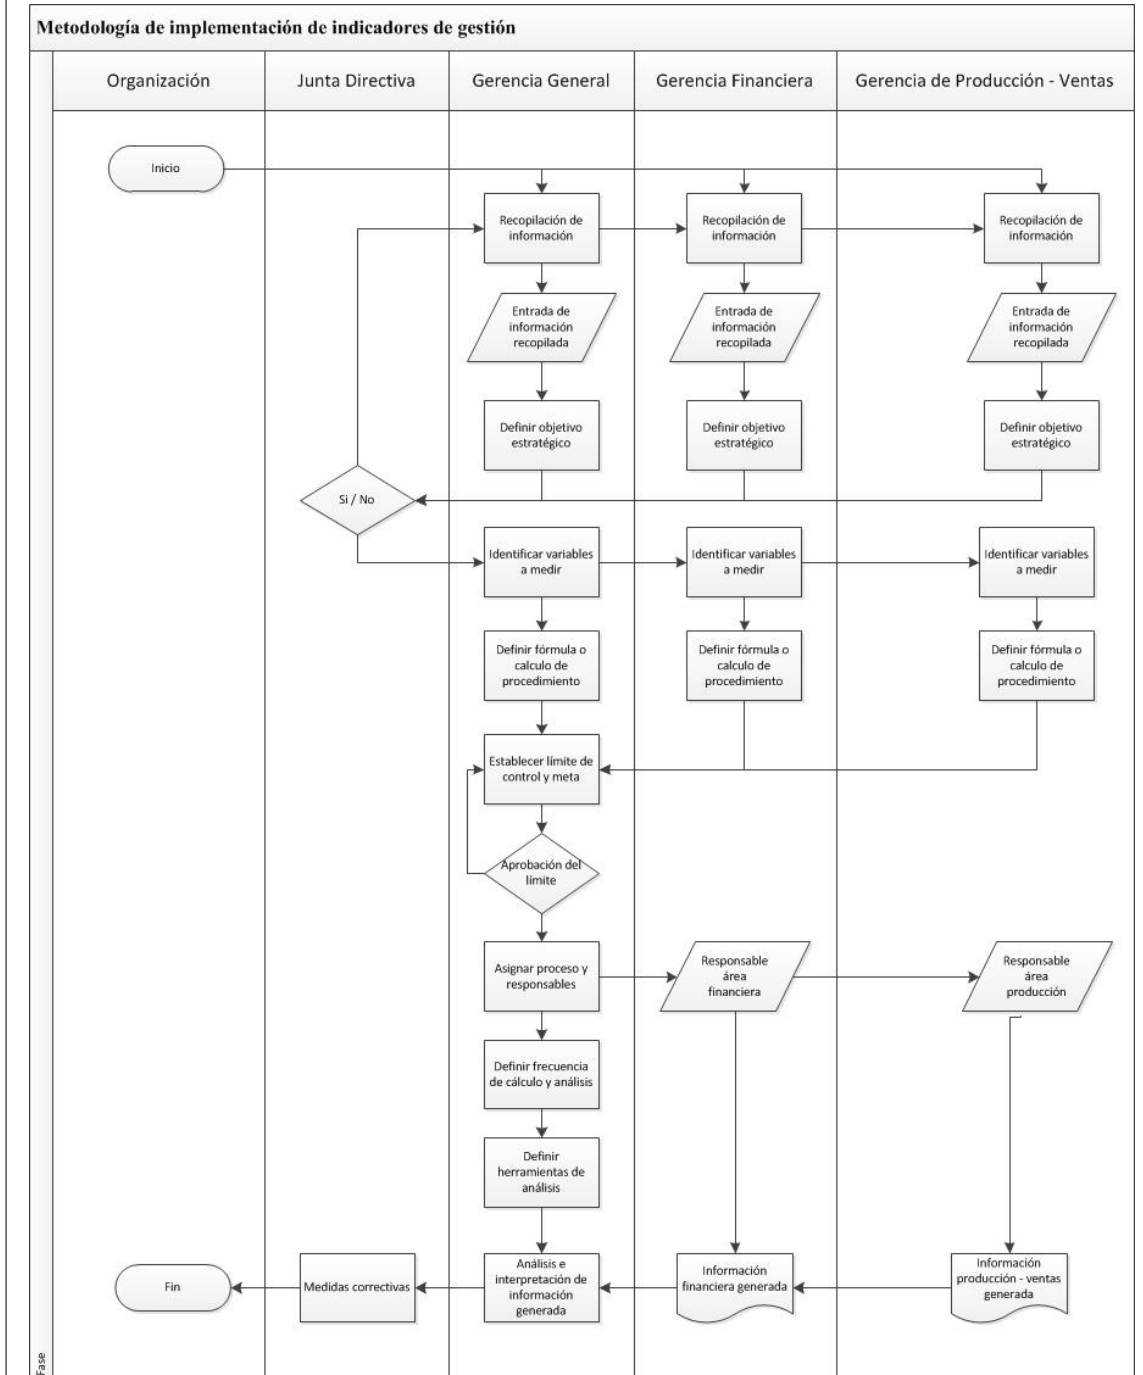 Metodología de implementación de indicadores de gestión
Organización
Junta Directiva
Gerencia General
Gerencia Financiera
Gerencia de Producción - Ventas
Inicio
Recopilación de
información
Recopilación de
información
Recopilación de
información
Entrada de
información
recopilada
Entrada de
información
recopilada
Entrada de
información
recopilada
Definir objetivo
estratégico
Definir objetivo
estratégico
Definir objetivo
estratégico
Si / No
Identificar variables
a medir
Identificar variables
a medir
Identificar variables
a medir
Definir fórmula o
calculo de
procedimiento
Definir fórmula o
calculo de
procedimiento
Definir fórmula o
calculo de
procedimiento
Establecer límite de
control y meta
Aprobación del
límite
Asignar proceso y
responsables
Responsable
área
financiera
Responsable
área
producción
Definir frecuencia
de cálculo y análisis
Definir
herramientas de
análisis
Fin
Medidas correctivas
Análisis e
interpretación de
información
generada
Información
financiera generada
Información
producción - ventas
generada
Fase